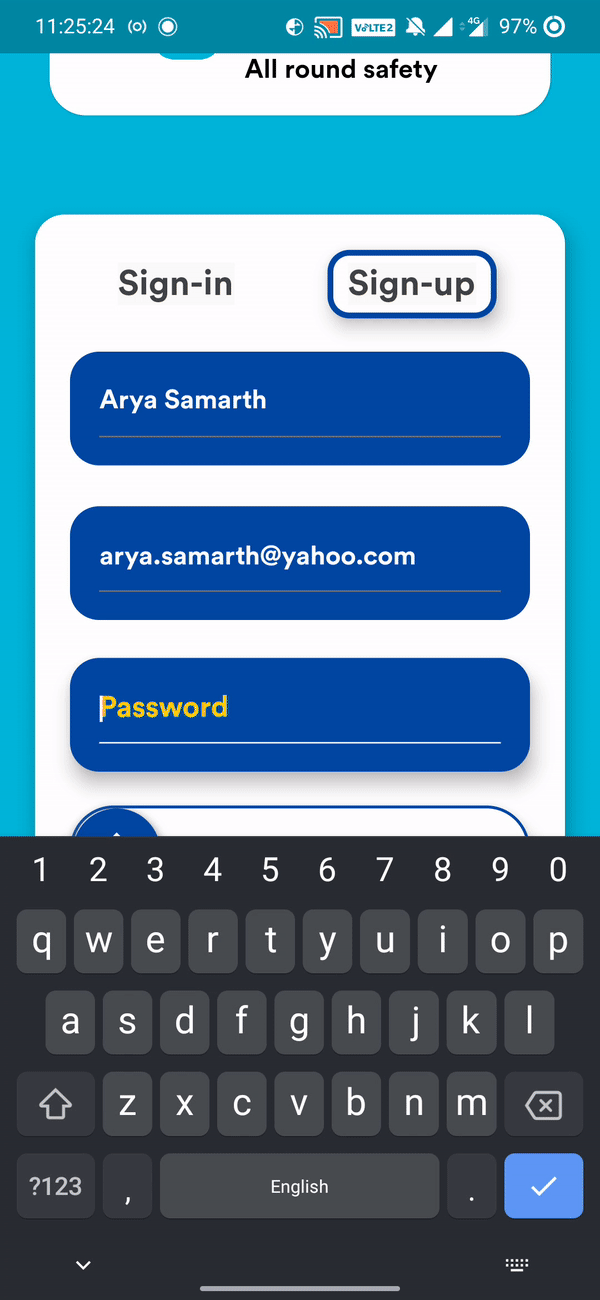 11:25:24 VoLTE2 4G 97%
All round safety
Sign-in Sign-up
Arya Samarth
arya.samarth@yahoo.com
Password
1 2 3 4 5 6 7 8 9 0
q w e r t y u i o p
a s d f g h j k l
z x c v b n m
?123 , English .